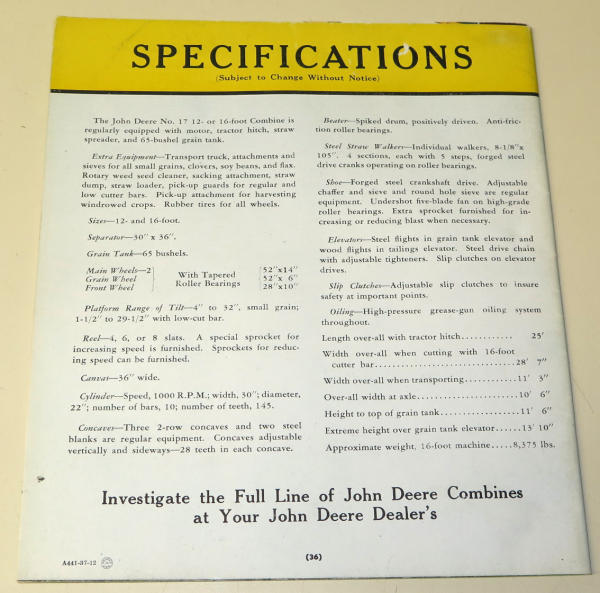 SPECIFICATIONS
(Subject to Change Without Notice)
The John Deere No. 17 12- or 16-foot Combine is
regularly equipped with motor, tractor hitch, straw
spreader, and 65-bushel grain tank.
Extra Equipment—Transport truck, attachments and
sieves for all small grains, clovers, soy beans, and flax.
Rotary weed seed cleaner, sacking attachment, straw
dump, straw loader, pick-up guards for regular and
low cutter bars. Pick-up attachment for harvesting
windrowed crops. Rubber tires for all wheels.
Sizes—12- and 16-foot.
Separator—30" x 36".
Grain Tank—65 bushels.
Main Wheels—2 52"x14"
Grain Wheel With Tapered Roller Bearings 52"x 6"
Front Wheel 28"x10"
Platform Range of Tilt—4" to 32", small grain;
1-1/2" to 29-1/2" with low-cut bar.
Reel—4, 6, or 8 slats. A special sprocket for
increasing speed is furnished. Sprockets for reduc-
ing speed can be furnished.
Canvas—36" wide.
Cylinder—Speed, 1000 R.P.M.; width, 30"; diameter,
22"; number of bars, 10; number of teeth, 145.
Concaves—Three 2-row concaves and two steel
blanks are regular equipment. Concaves adjustable
vertically and sideways—28 teeth in each concave.
Beater—Spiked drum, positively driven. Anti-fric-
tion roller bearings.
Steel Straw Walkers—Individual walkers, 8-1/8"x
105". 4 sections, each with 5 steps, forged steel
drive cranks operating on roller bearings.
Shoe—Forged steel crankshaft drive. Adjustable
chaffer and sieve and round hole sieve are regular
equipment. Undershot five-blade fan on high-grade
roller bearings. Extra sprocket furnished for in-
creasing or reducing blast when necessary.
Elevators—Steel flights in grain tank elevator and
wood flights in tailings elevator. Steel drive chain
with adjustable tighteners. Slip clutches on elevator
drives.
Slip Clutches—Adjustable slip clutches to insure
safety at important points.
Oiling—High-pressure grease-gun oiling system
throughout.
Length over-all with tractor hitch............ 25'
Width over-all when cutting with 16-foot
cutter bar...............................28' 7"
Width over-all when transporting............11' 3"
Over-all width at axle.......................10' 6"
Height to top of grain tank..................11' 6"
Extreme height over grain tank elevator......13' 10"
Approximate weight, 16-foot machine.....8,375 lbs.
Investigate the Full Line of John Deere Combines
at Your John Deere Dealer's
A441-37-12
(36)